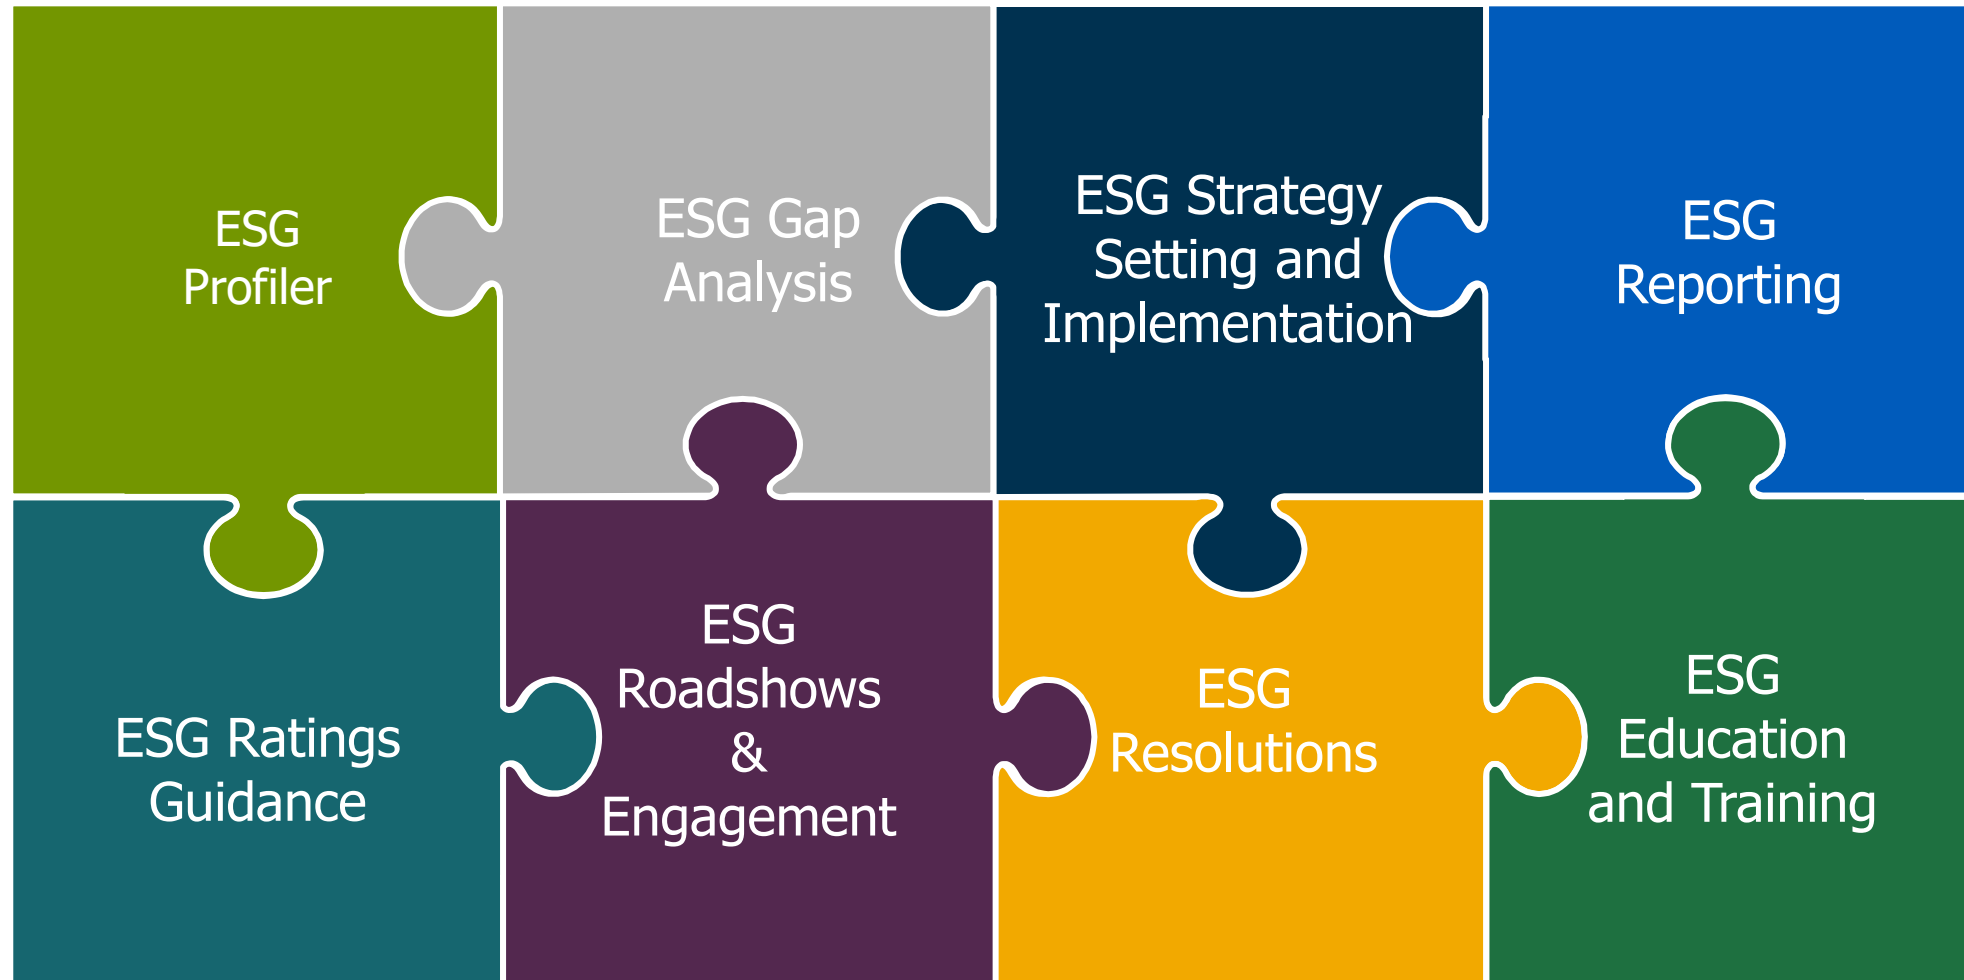 ESG
Profiler
ESG Gap
Analysis
ESG Strategy
Setting and
Implementation
ESG
Reporting
ESG Ratings
Guidance
ESG
Roadshows
&
Engagement
ESG
Resolutions
ESG
Education
and Training